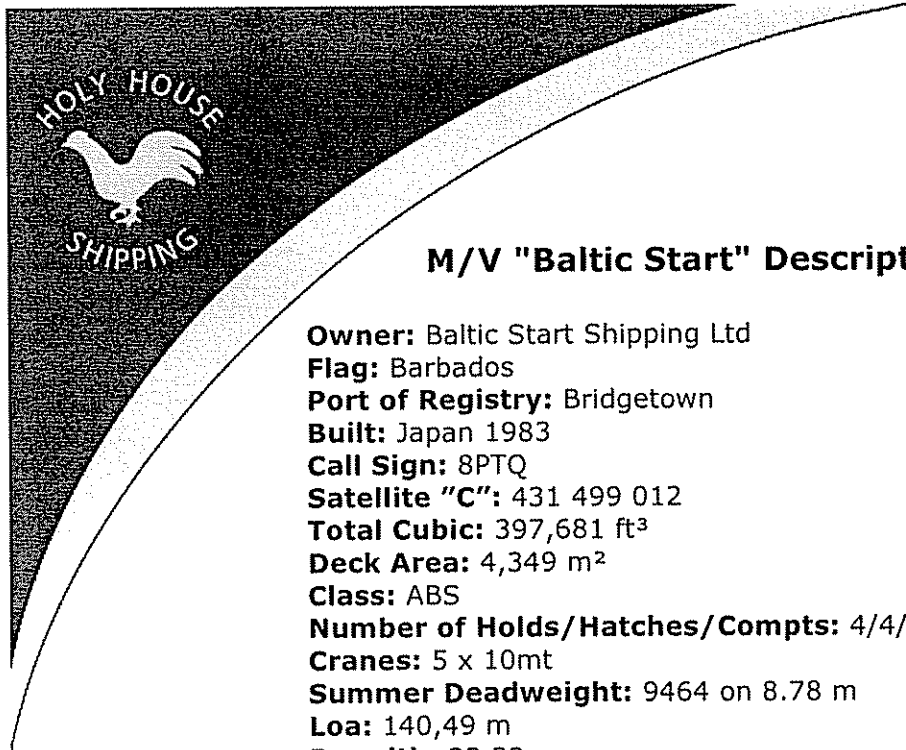 HOLY HOUSE
SHIPPING
M/V "Baltic Start" Descript
Owner: Baltic Start Shipping Ltd
Flag: Barbados
Port of Registry: Bridgetown
Built: Japan 1983
Call Sign: 8PTQ
Satellite "C": 431 499 012
Total Cubic: 397,681 ft³
Deck Area: 4,349 m²
Class: ABS
Number of Holds/Hatches/Compts: 4/4/
Cranes: 5 x 10mt
Summer Deadweight: 9464 on 8.78 m
Loa: 140,49 m